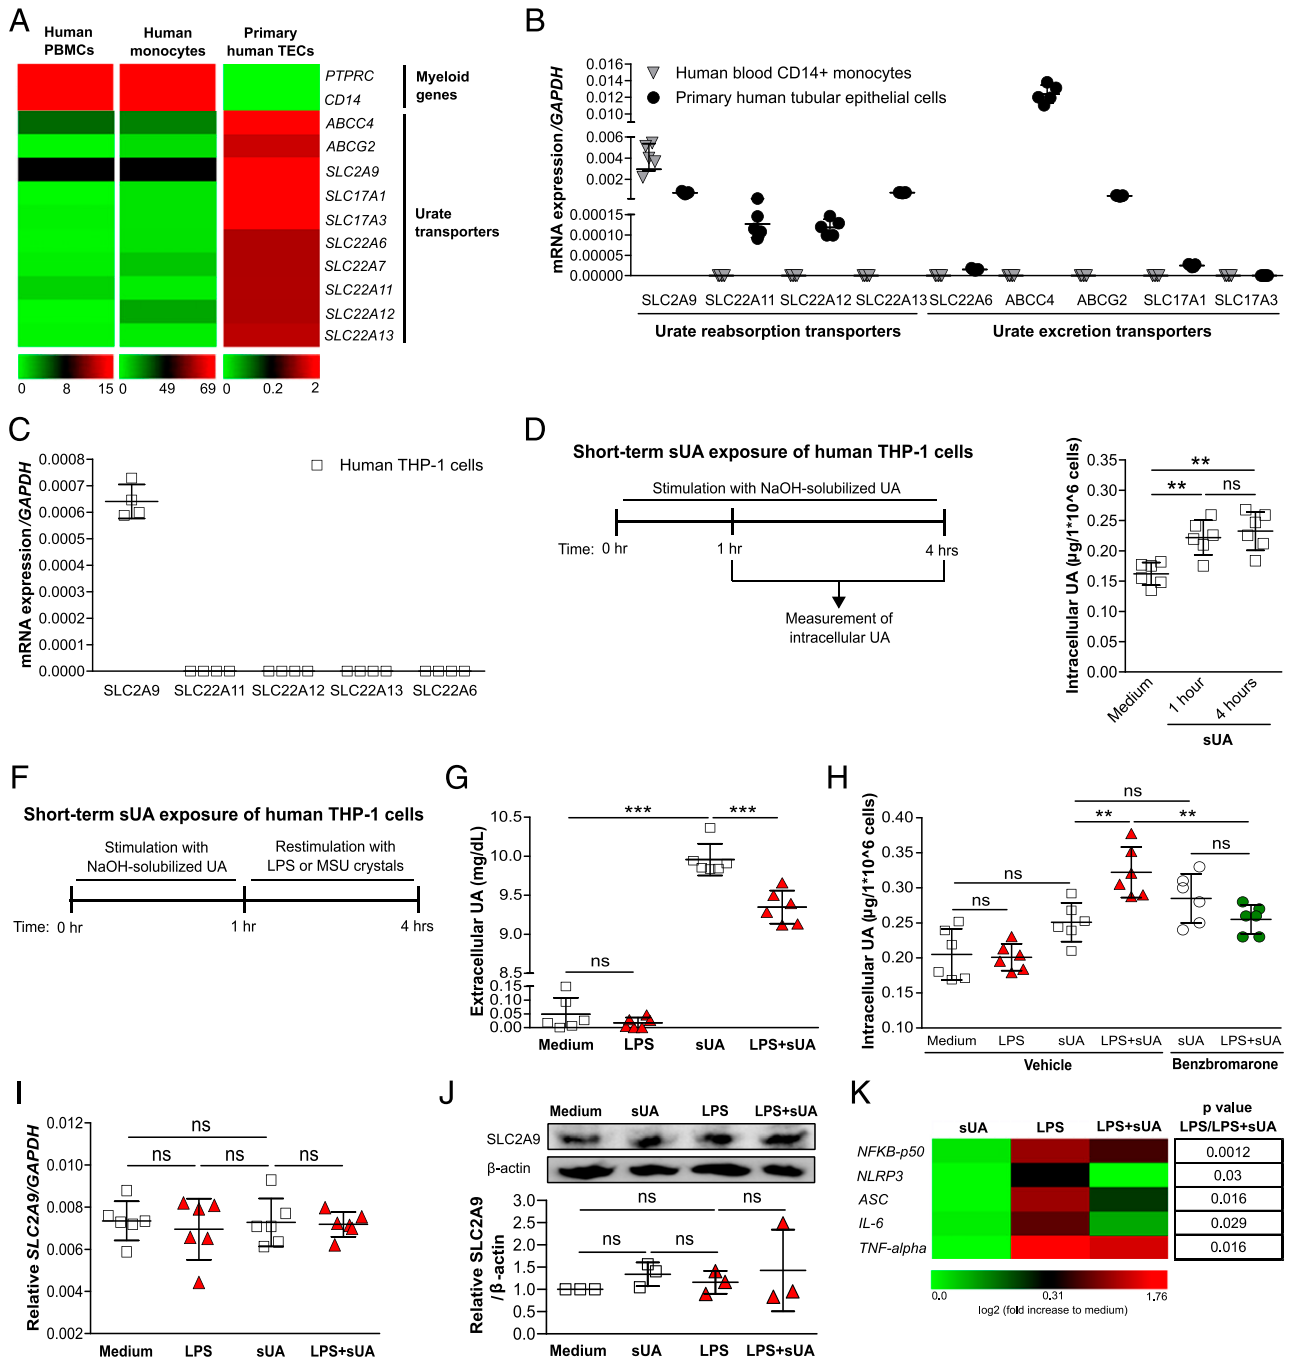 A
Human PBMCs
Human monocytes
Primary human TECs
PTPRC
CD14
ABCC4
ABCG2
SLC2A9
SLC17A1
SLC17A3
SLC22A6
SLC22A7
SLC22A11
SLC22A12
SLC22A13
Myeloid genes
Urate transporters
0 8 15
0 49 69
0 0.2 2
B
Human blood CD14+ monocytes
Primary human tubular epithelial cells
mRNA expression/GAPDH
0.016
0.014
0.012
0.010
0.006
0.004
0.002
0.00015
0.00010
0.00005
0.00000
SLC2A9 SLC22A11 SLC22A12 SLC22A13 SLC22A6 ABCC4 ABCG2 SLC17A1 SLC17A3
Urate reabsorption transporters
Urate excretion transporters
C
Human THP-1 cells
mRNA expression/GAPDH
0.0008
0.0007
0.0006
0.0005
0.0004
0.0003
0.0002
0.0001
0.0000
SLC2A9 SLC22A11 SLC22A12 SLC22A13 SLC22A6
D
Short-term sUA exposure of human THP-1 cells
Stimulation with NaOH-solubilized UA
Time: 0 hr 1 hr 4 hrs
Measurement of
intracellular UA
Intracellular UA (µg/1*10^6 cells)
0.35
0.30
0.25
0.20
0.15
0.10
0.05
0.00
**
** ns
Medium 1 hour 4 hours
sUA
F
Short-term sUA exposure of human THP-1 cells
Stimulation with
NaOH-solubilized UA
Restimulation with
LPS or MSU crystals
Time: 0 hr 1 hr 4 hrs
G
Extracellular UA (mg/dL)
10.5
10.0
9.5
9.0
8.5
0.15
0.10
0.05
0.00
*** ***
ns
Medium LPS sUA LPS+sUA
H
Intracellular UA (µg/1*10^6 cells)
0.40
0.35
0.30
0.25
0.20
0.15
0.10
ns
** **
ns
ns
ns
Medium LPS sUA LPS+sUA sUA LPS+sUA
Vehicle Benzbromarone
I
Relative SLC2A9/GAPDH
0.012
0.010
0.008
0.006
0.004
0.002
ns
ns ns ns
Medium LPS sUA LPS+sUA
J
Medium sUA LPS LPS+sUA
SLC2A9
β-actin
Relative SLC2A9
/ β-actin
3.0
2.5
2.0
1.5
1.0
0.5
0.0
ns
ns
ns ns
Medium sUA LPS LPS+sUA
K
sUA LPS LPS+sUA
p value
LPS/LPS+sUA
NFKB-p50 0.0012
NLRP3 0.03
ASC 0.016
IL-6 0.029
TNF-alpha 0.016
0.0 0.31 1.76
log2 (fold increase to medium)